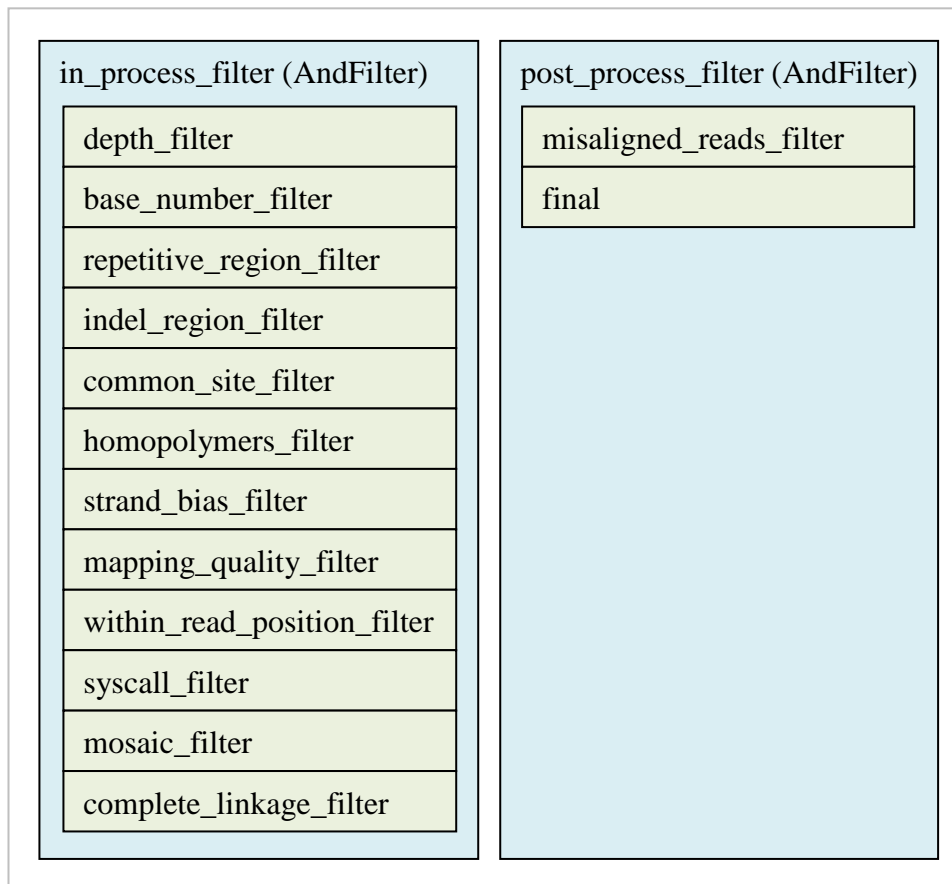 in_process_filter (AndFilter)
depth_filter
base_number_filter
repetitive_region_filter
indel_region_filter
common_site_filter
homopolymers_filter
strand_bias_filter
mapping_quality_filter
within_read_position_filter
syscall_filter
mosaic_filter
complete_linkage_filter
post_process_filter (AndFilter)
misaligned_reads_filter
final